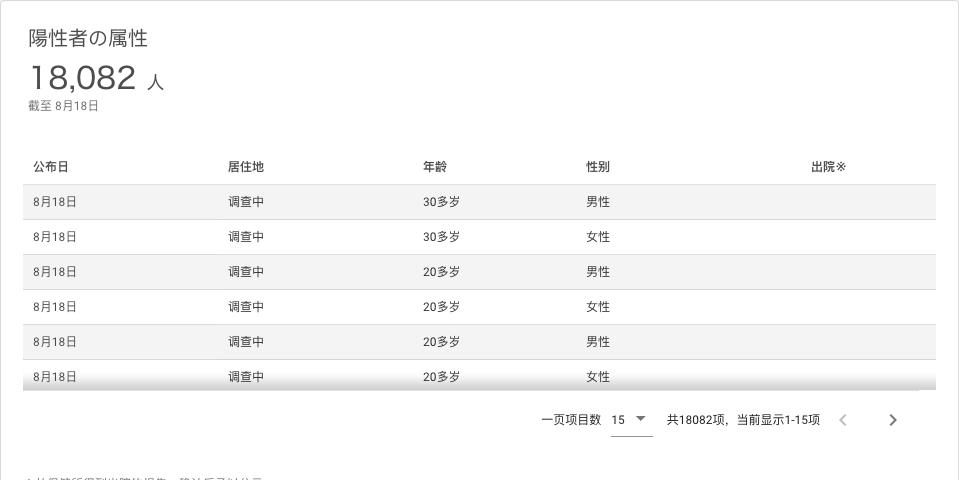 陽性者の属性
18,082 人
截至 8月18日
公布日 居住地 年龄 性别 出院※
8月18日 调查中 30多岁 男性
8月18日 调查中 30多岁 女性
8月18日 调查中 20多岁 男性
8月18日 调查中 20多岁 女性
8月18日 调查中 20多岁 男性
8月18日 调查中 20多岁 女性
一页项目数 15 共18082项，当前显示1-15项